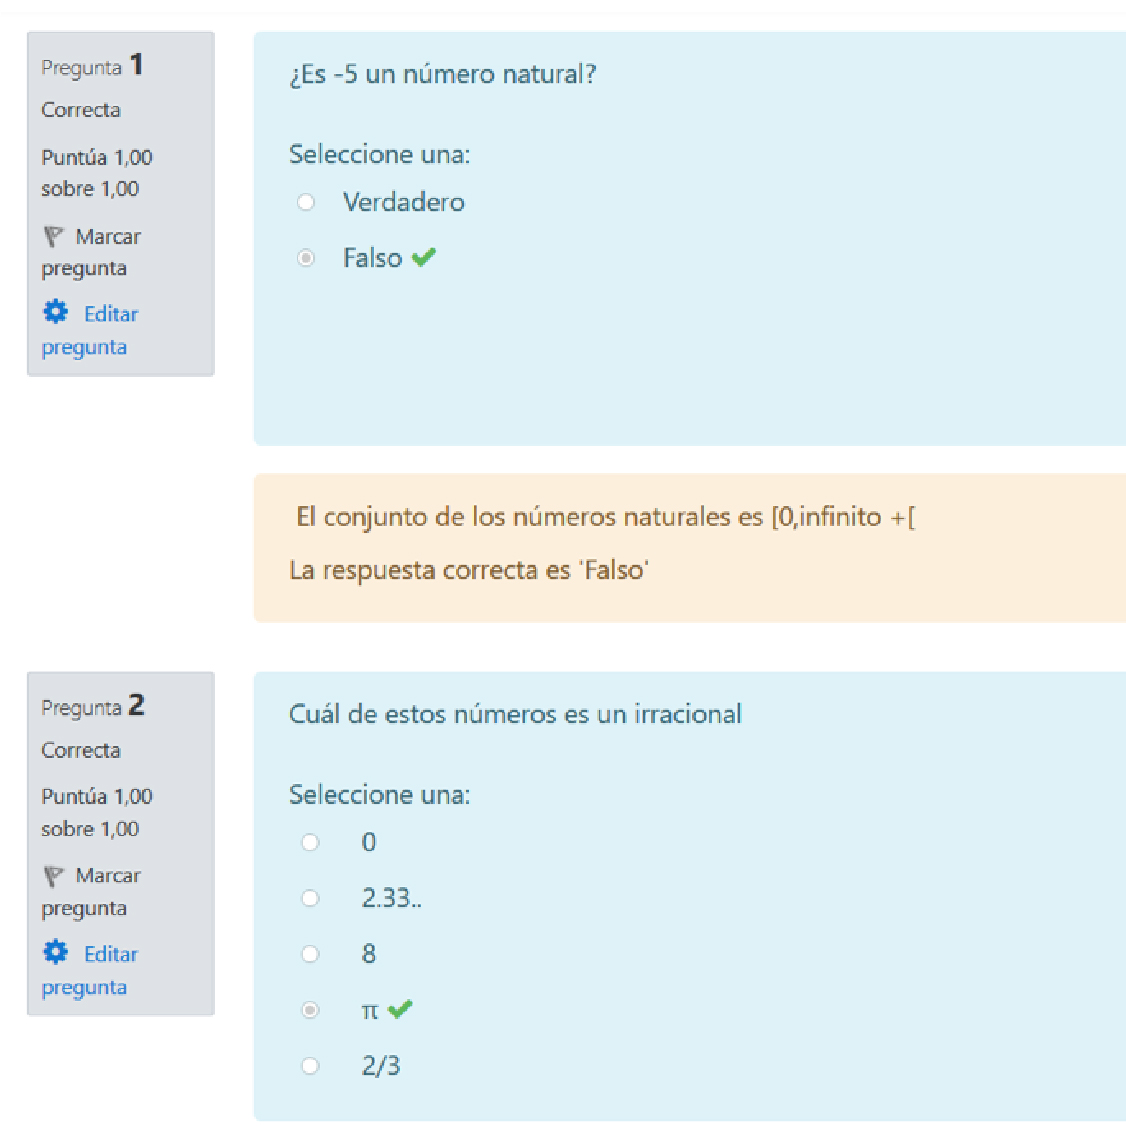 Pregunta 1
Correcta
Puntúa 1,00
sobre 1,00
Marcar
pregunta
Editar
pregunta
¿Es -5 un número natural?
Seleccione una:
Verdadero
Falso
El conjunto de los números naturales es [0,infinito +[
La respuesta correcta es 'Falso'
Pregunta 2
Correcta
Puntúa 1,00
sobre 1,00
Marcar
pregunta
Editar
pregunta
Cuál de estos números es un irracional
Seleccione una:
0
2.33..
8
π
2/3